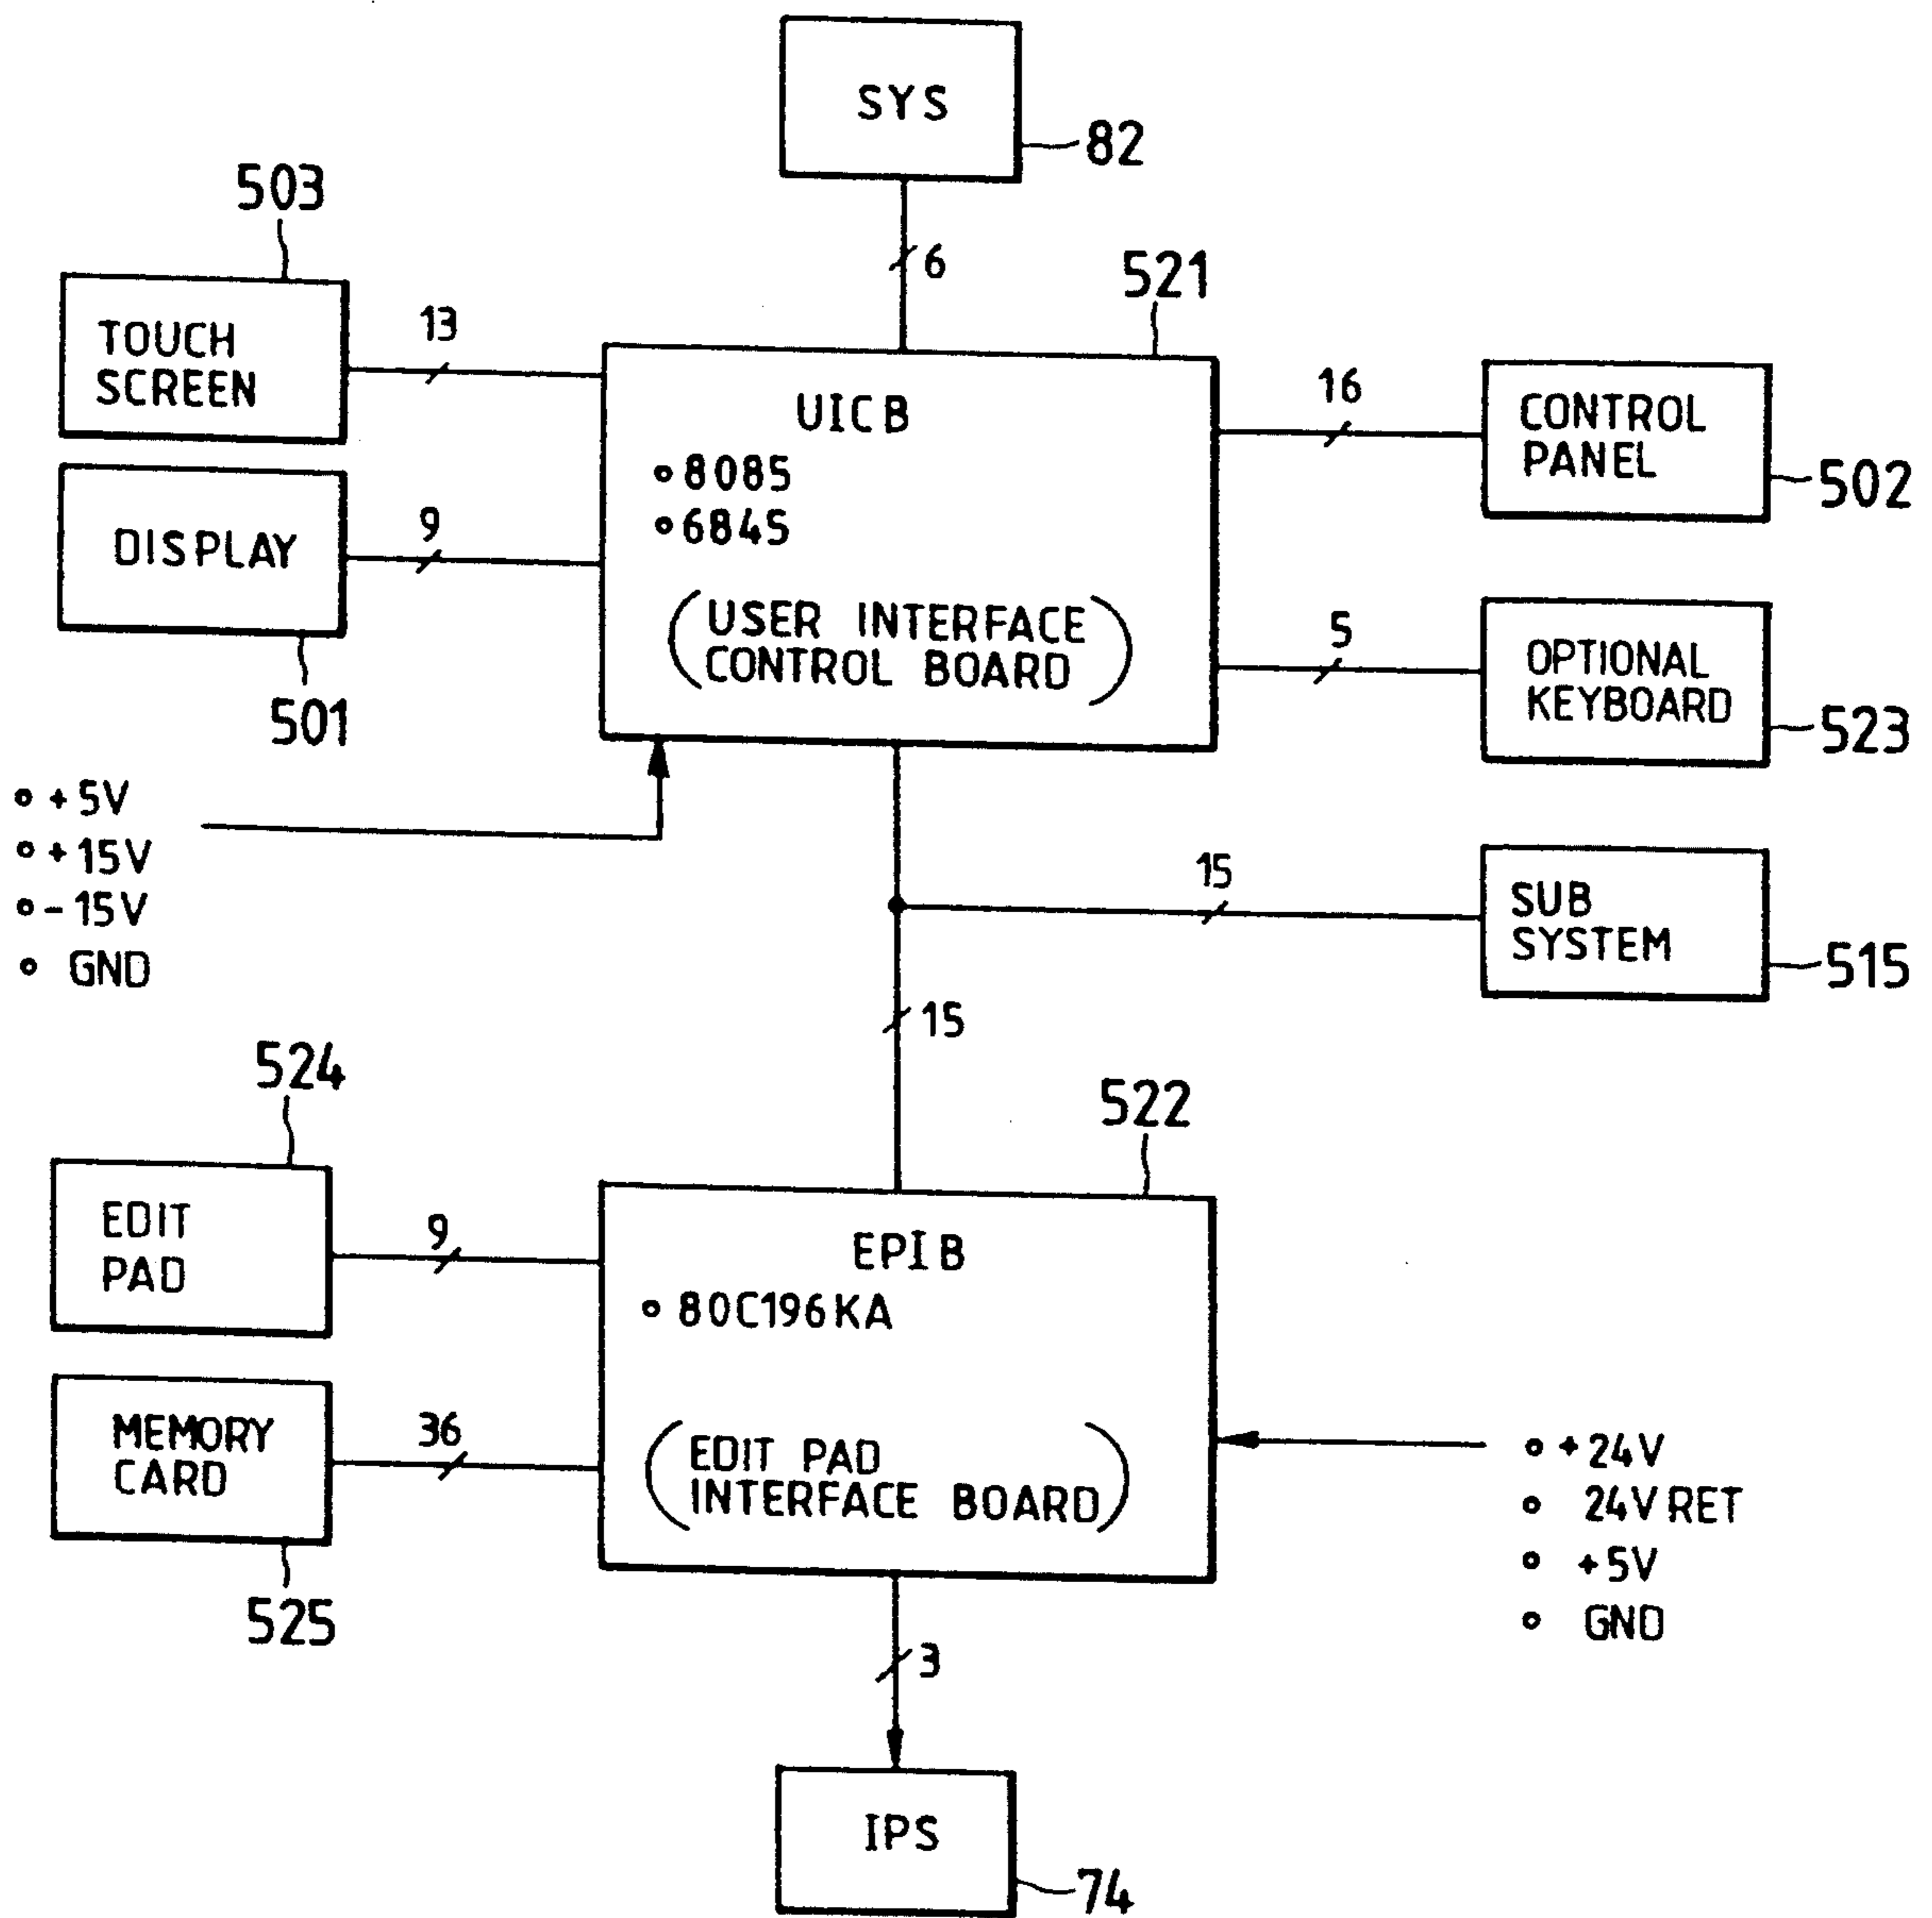 SYS
82
503
6
521
TOUCH
SCREEN
13
UICB
8085
6845
(USER INTERFACE
CONTROL BOARD)
16
CONTROL
PANEL
502
DISPLAY
9
501
5
OPTIONAL
KEYBOARD
523
+5V
+15V
-15V
GND
15
SUB
SYSTEM
515
15
524
522
EDIT
PAD
9
EPIB
80C196KA
(EDIT PAD
INTERFACE BOARD)
MEMORY
CARD
36
525
+24V
24V RET
+5V
GND
3
IPS
74